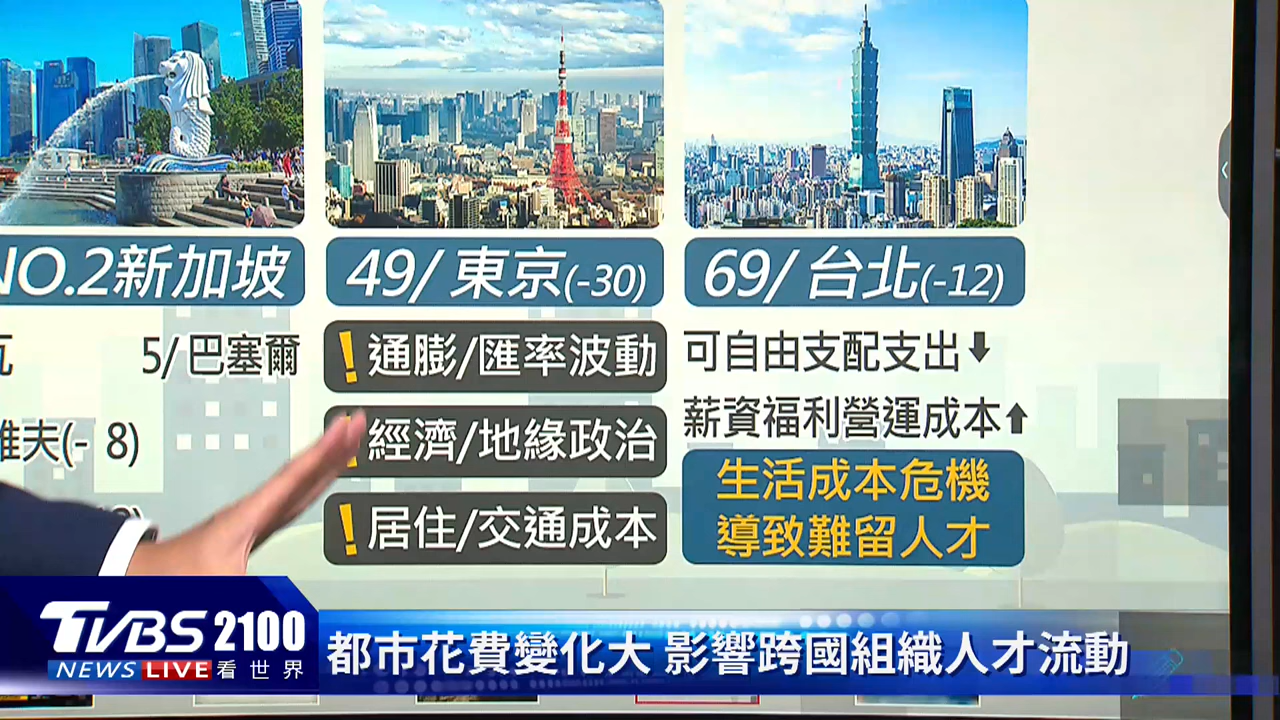 NO.2新加坡
49/東京(-30)
69/台北(-12)
5/巴塞爾
雅夫(- 8)
!通膨/匯率波動
經濟/地緣政治
!居住/交通成本
可自由支配支出⬇
薪資福利營運成本⬆
生活成本危機
導致難留人才
TVBS 2100
NEWS LIVE 看世界
都市花費變化大 影響跨國組織人才流動